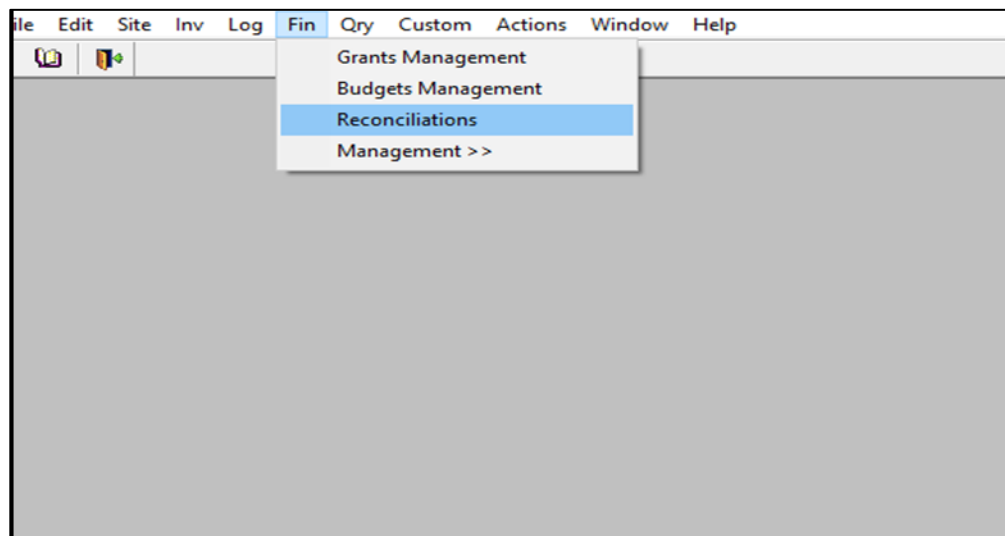 ile Edit Site Inv Log Fin Qry Custom Actions Window Help
Grants Management
Budgets Management
Reconciliations
Management >>